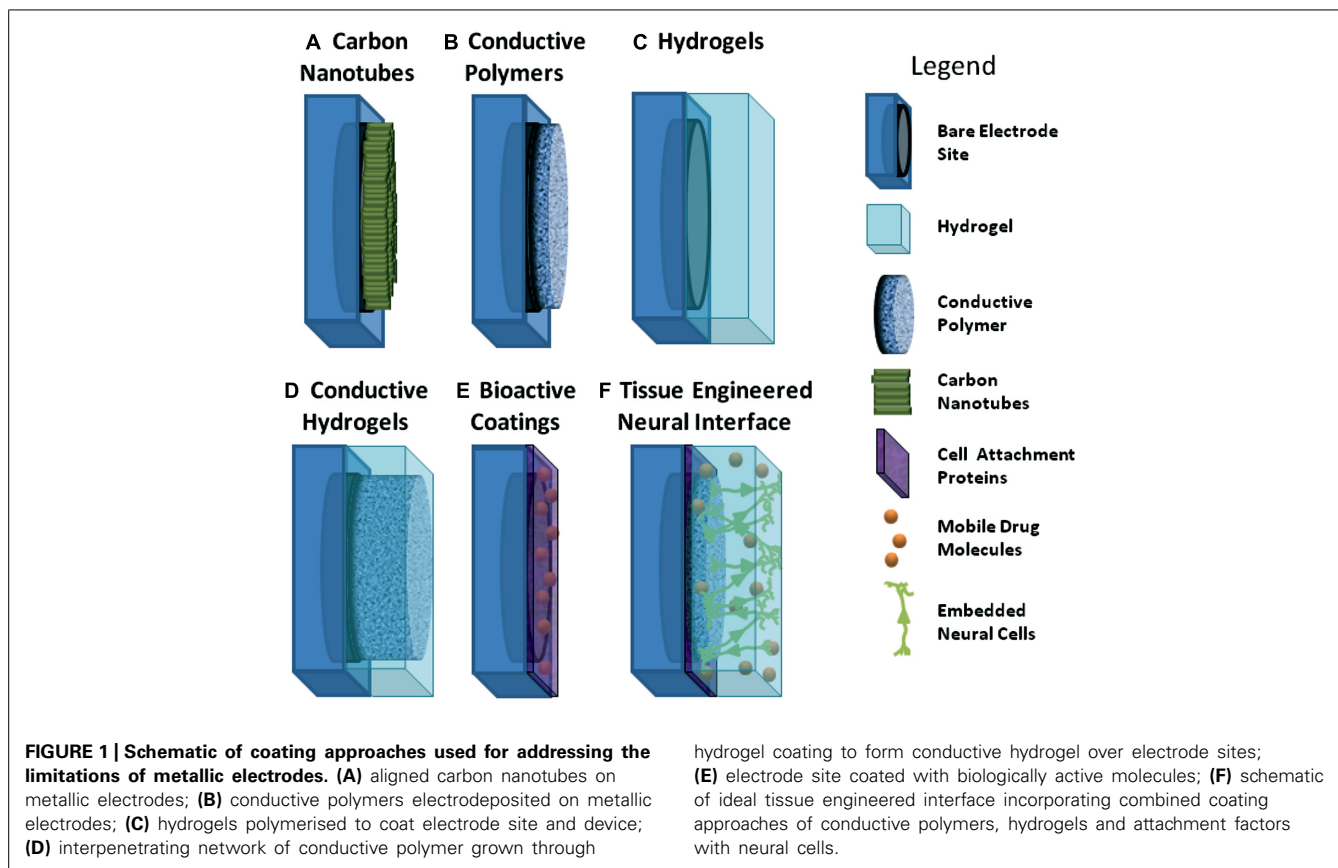 A Carbon
Nanotubes
B Conductive
Polymers
C Hydrogels
D Conductive
Hydrogels
E Bioactive
Coatings
F Tissue Engineered
Neural Interface
Legend
Bare Electrode
Site
Hydrogel
Conductive
Polymer
Carbon
Nanotubes
Cell Attachment
Proteins
Mobile Drug
Molecules
Embedded
Neural Cells
FIGURE 1 | Schematic of coating approaches used for addressing the
limitations of metallic electrodes. (A) aligned carbon nanotubes on
metallic electrodes; (B) conductive polymers electrodeposited on metallic
electrodes; (C) hydrogels polymerised to coat electrode site and device;
(D) interpenetrating network of conductive polymer grown through
hydrogel coating to form conductive hydrogel over electrode sites;
(E) electrode site coated with biologically active molecules; (F) schematic
of ideal tissue engineered interface incorporating combined coating
approaches of conductive polymers, hydrogels and attachment factors
with neural cells.